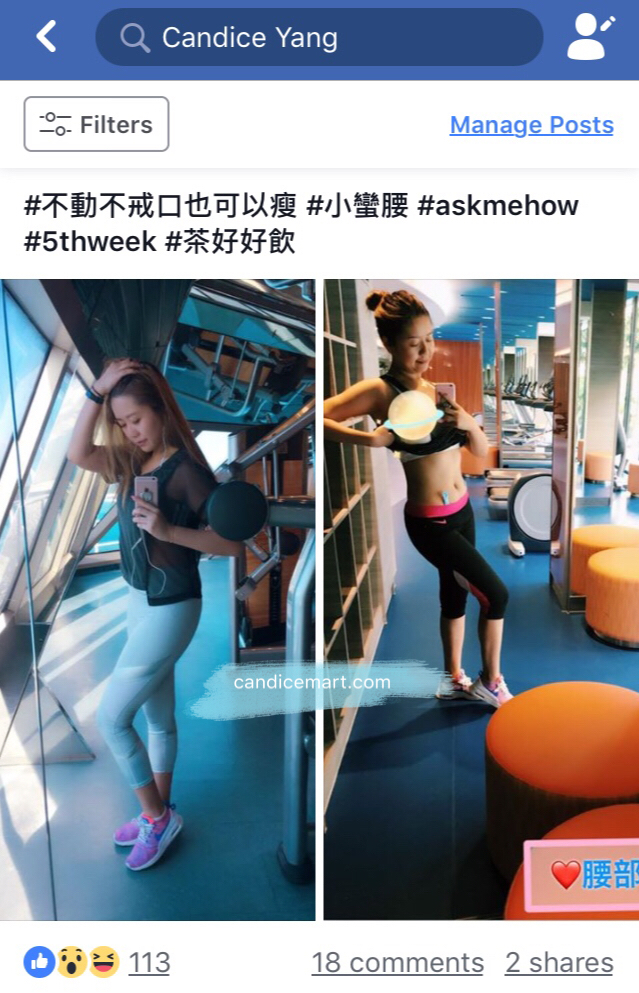 Candice Yang
Filters
Manage Posts
#不動不戒口也可以瘦 #小蠻腰 #askmehow
#5thweek #茶好好飲
candicemart.com
❤️腰部
113
18 comments
2 shares